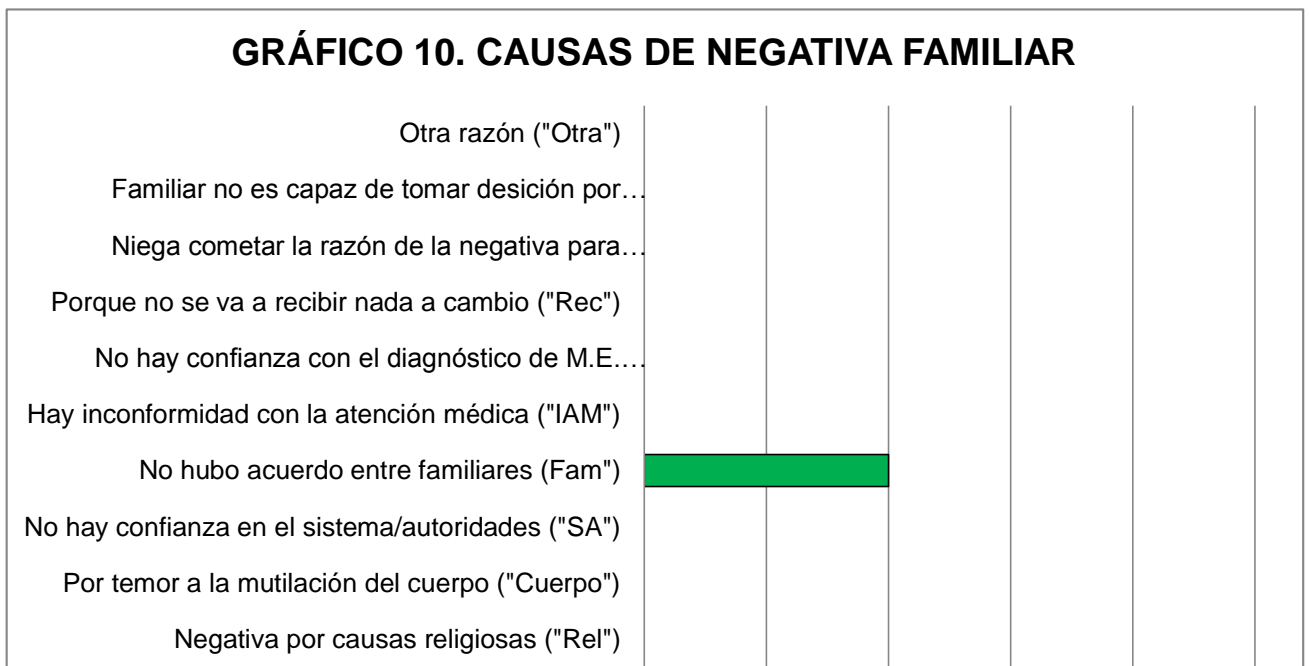 GRÁFICO 10. CAUSAS DE NEGATIVA FAMILIAR
Otra razón ("Otra")
Familiar no es capaz de tomar desición por…
Niega cometar la razón de la negativa para…
Porque no se va a recibir nada a cambio ("Rec")
No hay confianza con el diagnóstico de M.E.…
Hay inconformidad con la atención médica ("IAM")
No hubo acuerdo entre familiares (Fam")
No hay confianza en el sistema/autoridades ("SA")
Por temor a la mutilación del cuerpo ("Cuerpo")
Negativa por causas religiosas ("Rel")